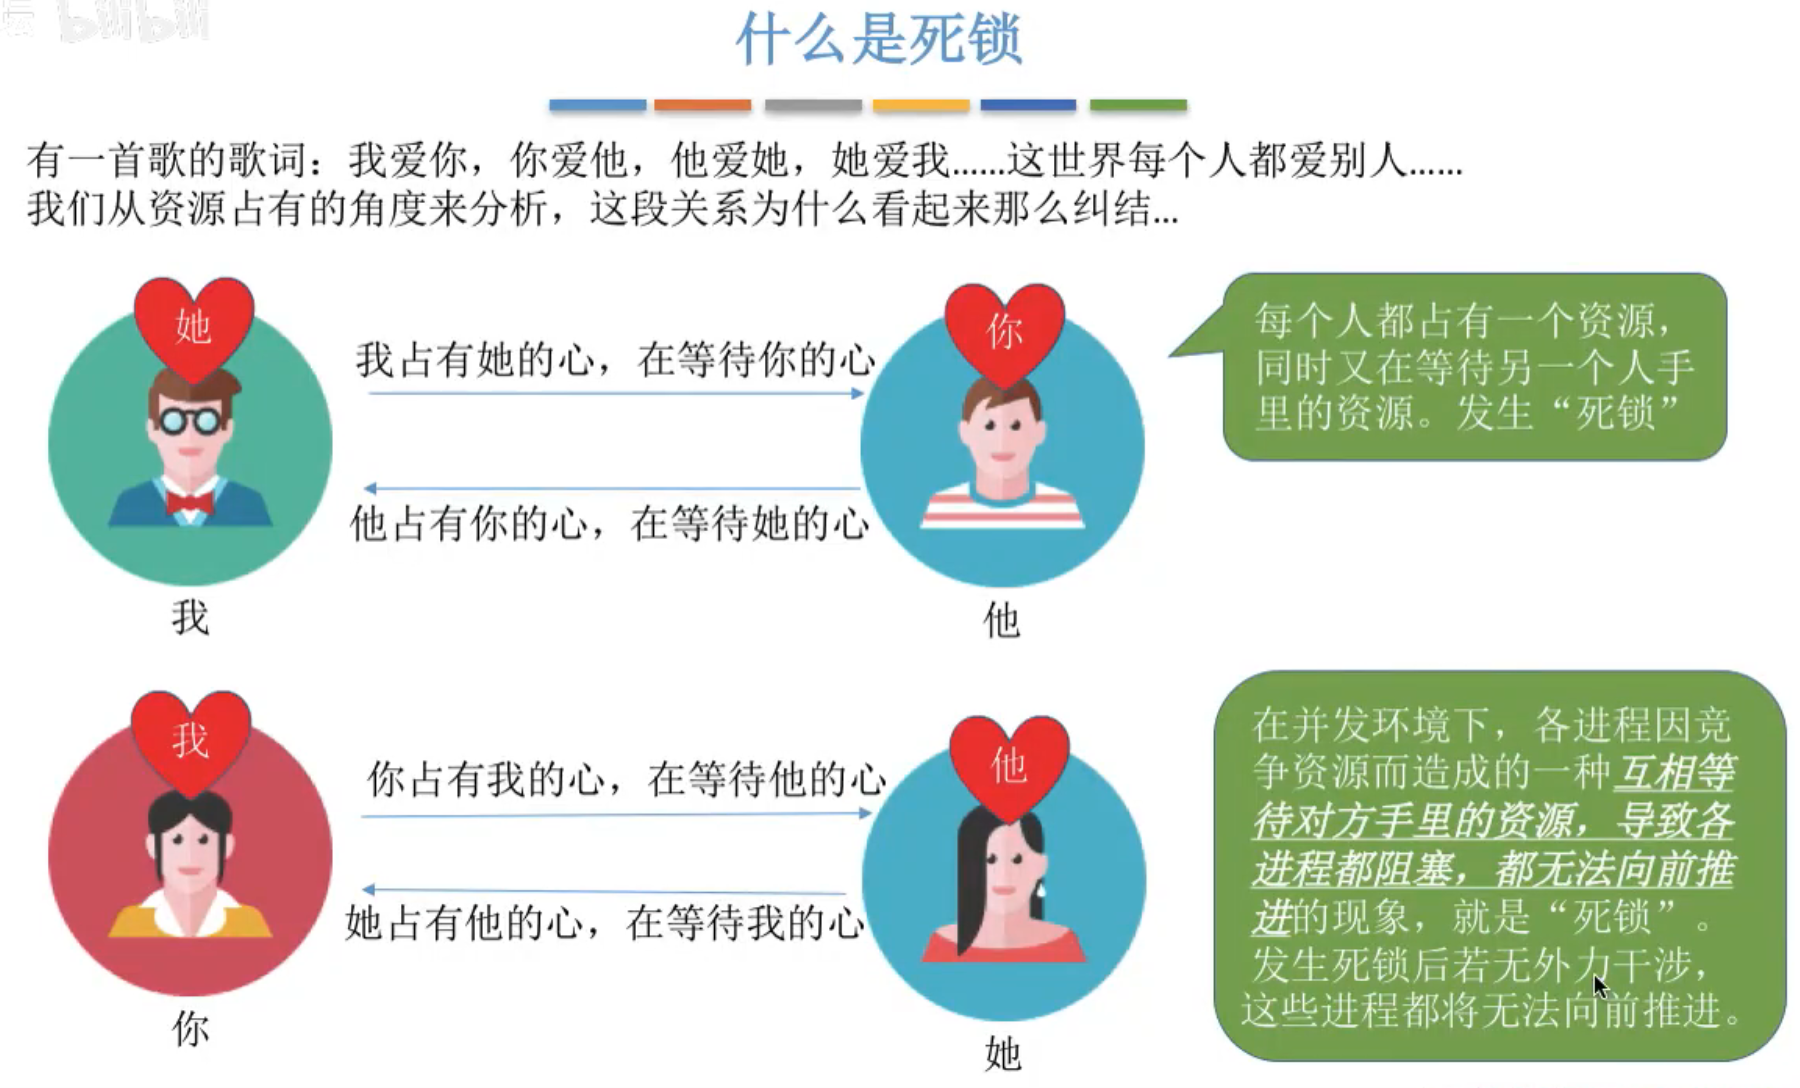 坛 bilibili
什么是死锁
有一首歌的歌词：我爱你，你爱他，他爱她，她爱我……这世界每个人都爱别人……
我们从资源占有的角度来分析，这段关系为什么看起来那么纠结...
她
我占有她的心，在等待你的心
他占有你的心，在等待她的心
我
你
他
每个人都占有一个资源，
同时又在等待另一个人手
里的资源。发生“死锁”
我
你占有我的心，在等待他的心
她占有他的心，在等待我的心
你
他
她
在并发环境下，各进程因竞
争资源而造成的一种互相等
待对方手里的资源，导致各
进程都阻塞，都无法向前推
进的现象，就是“死锁”。
发生死锁后若无外力干涉，
这些进程都将无法向前推进。